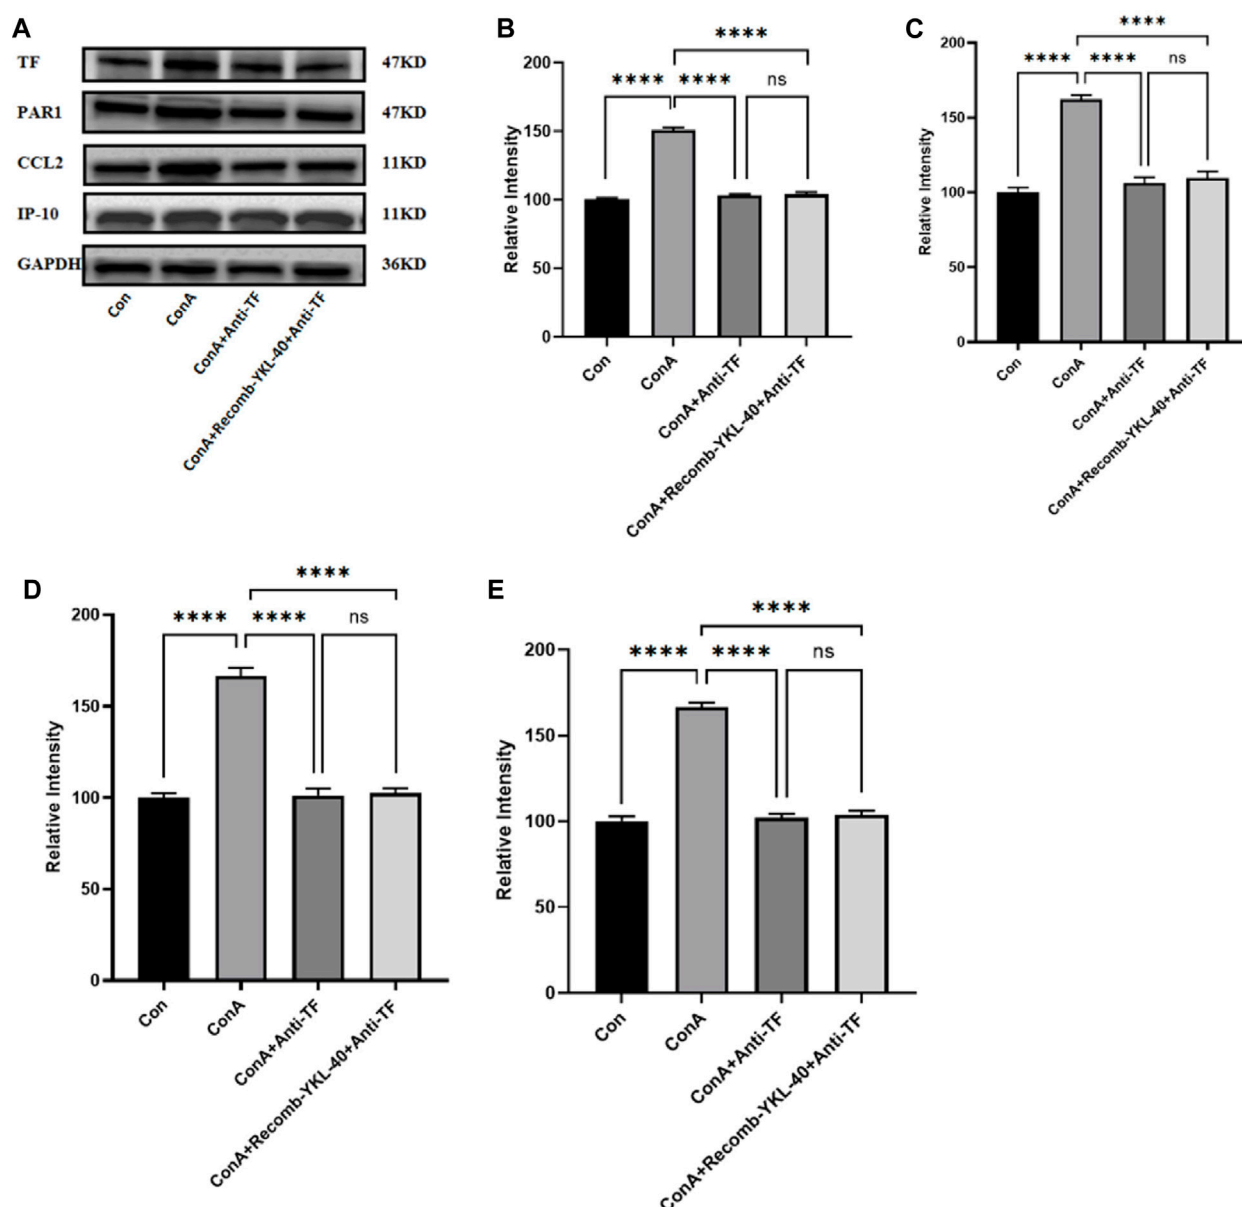 A
TF 47KD
PAR1 47KD
CCL2 11KD
IP-10 11KD
GAPDH 36KD
Con
ConA
ConA+Anti-TF
ConA+Recomb-YKL-40+Anti-TF
B
****
**** **** ns
Relative Intensity
200
150
100
50
0
Con
ConA
ConA+Anti-TF
ConA+Recomb-YKL-40+Anti-TF
C
****
**** **** ns
Relative Intensity
200
150
100
50
0
Con
ConA
ConA+Anti-TF
ConA+Recomb-YKL-40+Anti-TF
D
****
**** **** ns
Relative Intensity
200
150
100
50
0
Con
ConA
ConA+Anti-TF
ConA+Recomb-YKL-40+Anti-TF
E
****
**** **** ns
Relative Intensity
200
150
100
50
0
Con
ConA
ConA+Anti-TF
ConA+Recomb-YKL-40+Anti-TF